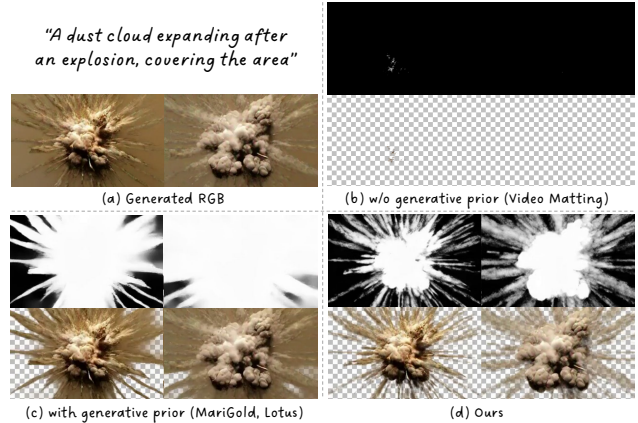 “A dust cloud expanding after
an explosion, covering the area”
(a) Generated RGB
(b) w/o generative prior (Video Matting)
(c) with generative prior (MariGold, Lotus)
(d) Ours